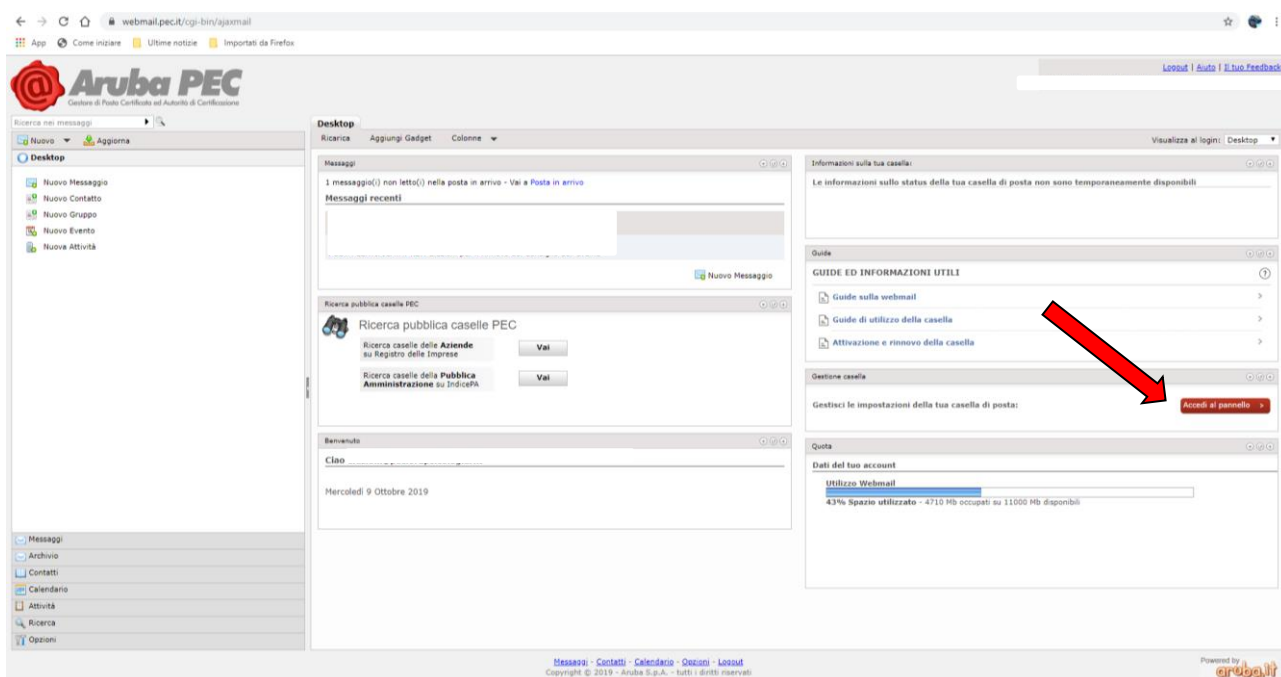 webmail.pec.it/cgi-bin/ajaxmail
App Come iniziare Ultime notizie Importati da Firefox
Aruba PEC
Gestore di Posta Certificata ed Autorità di Certificazione
Logout | Aiuto | Il tuo Feedback
Ricerca nei messaggi
Nuovo Aggiorna
Desktop
Nuovo Messaggio
Nuovo Contatto
Nuovo Gruppo
Nuovo Evento
Nuova Attività
Messaggi
Archivio
Contatti
Calendario
Attività
Ricerca
Opzioni
Desktop
Ricarica Aggiungi Gadget Colonne
Visualizza al login: Desktop
Messaggi
1 messaggio(i) non letto(i) nella posta in arrivo - Vai a Posta in arrivo
Messaggi recenti
Nuovo Messaggio
Ricerca pubblica caselle PEC
Ricerca pubblica caselle PEC
Ricerca caselle delle Aziende
su Registro delle Imprese
Vai
Ricerca caselle della Pubblica
Amministrazione su IndicePA
Vai
Benvenuto
Ciao
Mercoledì 9 Ottobre 2019
Informazioni sulla tua casella:
Le informazioni sullo status della tua casella di posta non sono temporaneamente disponibili
Guide
GUIDE ED INFORMAZIONI UTILI
Guide sulla webmail
Guide di utilizzo della casella
Attivazione e rinnovo della casella
Gestione casella
Gestisci le impostazioni della tua casella di posta:
Accedi al pannello >
Quota
Dati del tuo account
Utilizzo Webmail
43% Spazio utilizzato - 4710 Mb occupati su 11000 Mb disponibili
Messaggi - Contatti - Calendario - Opzioni - Logout
Copyright © 2019 - Aruba S.p.A. - tutti i diritti riservati
Powered by
aruba.it